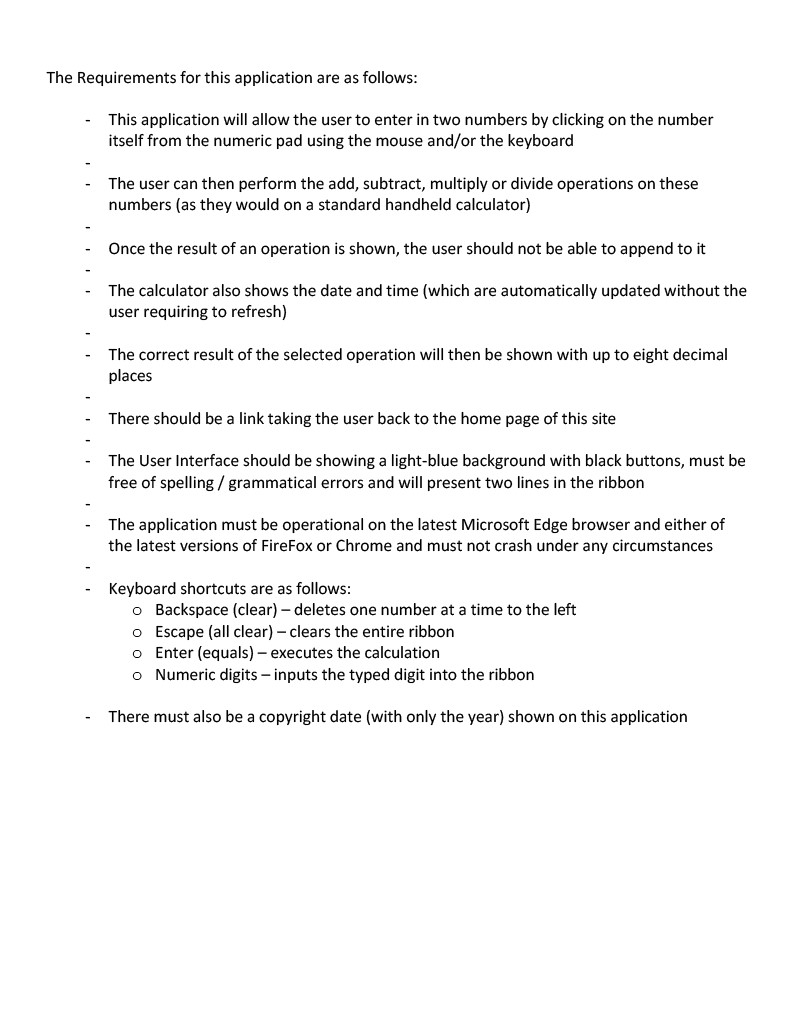 The Requirements for this application are as follows:
- This application will allow the user to enter in two numbers by clicking on the number
itself from the numeric pad using the mouse and/or the keyboard
-
- The user can then perform the add, subtract, multiply or divide operations on these
numbers (as they would on a standard handheld calculator)
-
- Once the result of an operation is shown, the user should not be able to append to it
-
- The calculator also shows the date and time (which are automatically updated without the
user requiring to refresh)
-
- The correct result of the selected operation will then be shown with up to eight decimal
places
-
- There should be a link taking the user back to the home page of this site
-
- The User Interface should be showing a light-blue background with black buttons, must be
free of spelling / grammatical errors and will present two lines in the ribbon
-
- The application must be operational on the latest Microsoft Edge browser and either of
the latest versions of FireFox or Chrome and must not crash under any circumstances
-
- Keyboard shortcuts are as follows:
o Backspace (clear) – deletes one number at a time to the left
o Escape (all clear) – clears the entire ribbon
o Enter (equals) – executes the calculation
o Numeric digits – inputs the typed digit into the ribbon
- There must also be a copyright date (with only the year) shown on this application